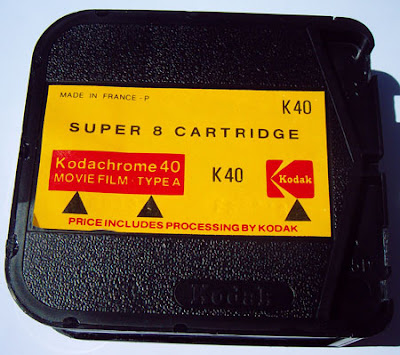 MADE IN FRANCE - P
K40
SUPER 8 CARTRIDGE
Kodachrome 40
MOVIE FILM · TYPE A
K40
Kodak
PRICE INCLUDES PROCESSING BY KODAK
Kodak